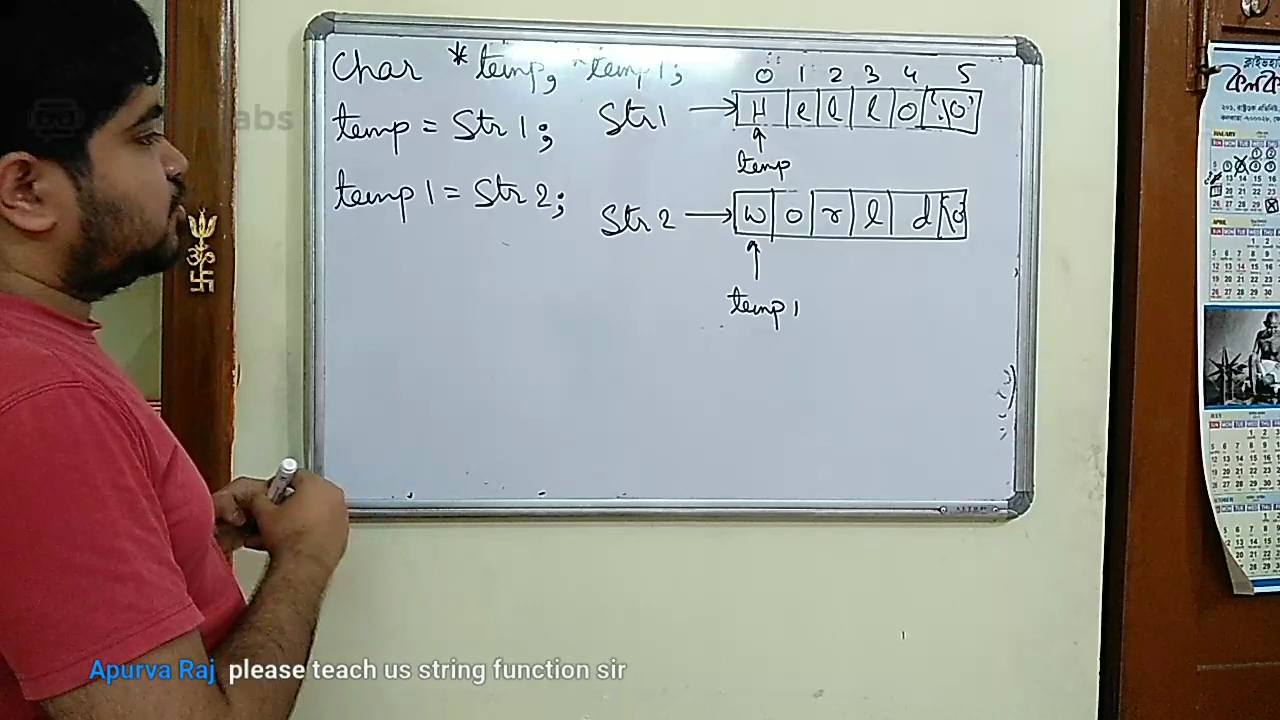 char *temp, *temp1;
temp = Str1;
temp1 = Str2;
0 1 2 3 4 5
Str1 → H e l l o '\0'
temp
Str2 → w o r l d '\0'
temp1
Apurva Raj please teach us string function sir